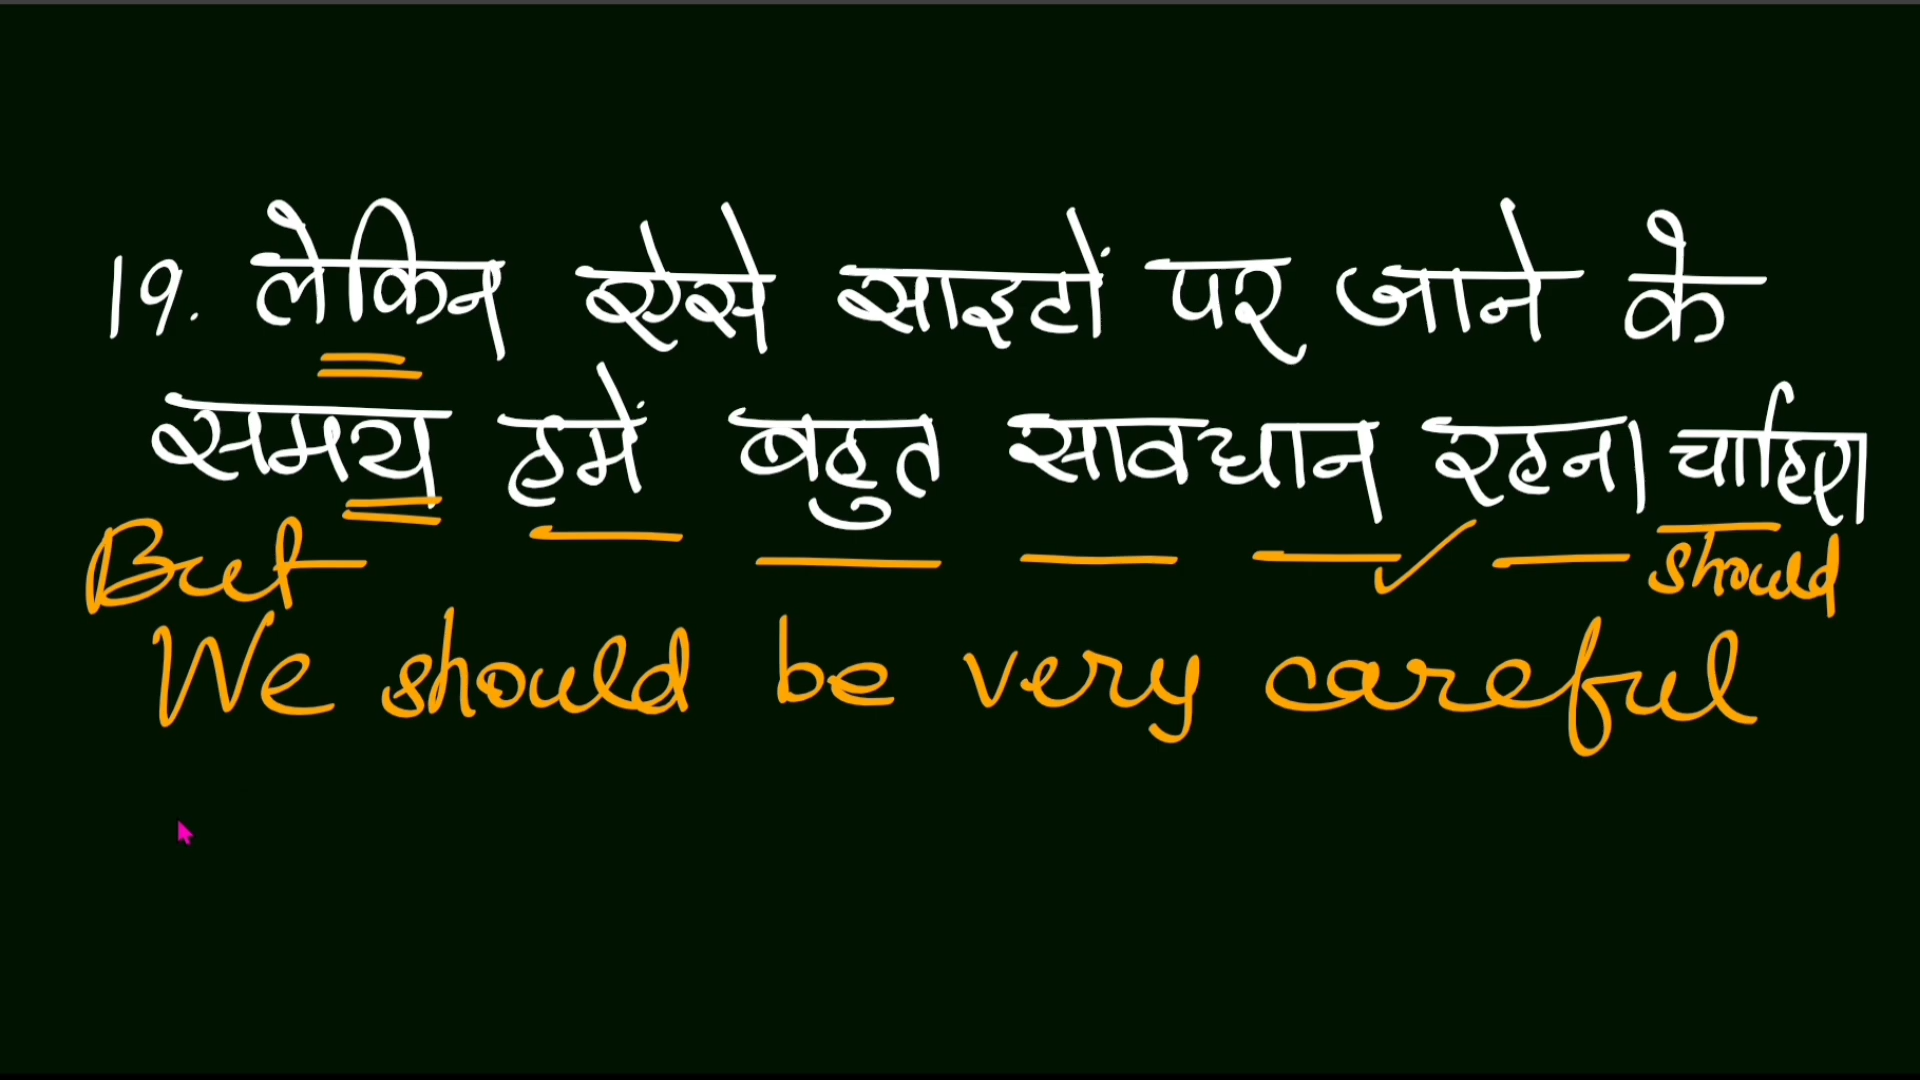 19. लेकिन ऐसे साइटों पर जाने के
समय हमें बहुत सावधान रहना चाहिए।
But should
We should be very careful